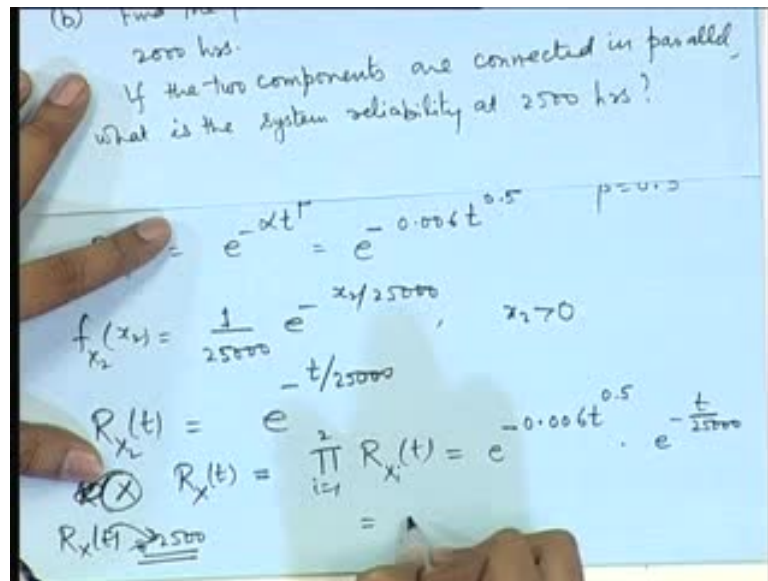 (b) Find the
2000 hrs.
If the two components are connected in parallel,
what is the system reliability at 2500 hrs?
= e^{-αt^β} = e^{-0.006t^{0.5}}
f_{X_2}(x_2) = 1/25000 e^{-x_2/25000}, x_2>0
R_{X_2}(t) = e^{-t/25000}
X R_X(t) = ∏_{i=1}^{2} R_{X_i}(t) = e^{-0.006t^{0.5}} · e^{-t/25000}
R_X(t) 2500 =